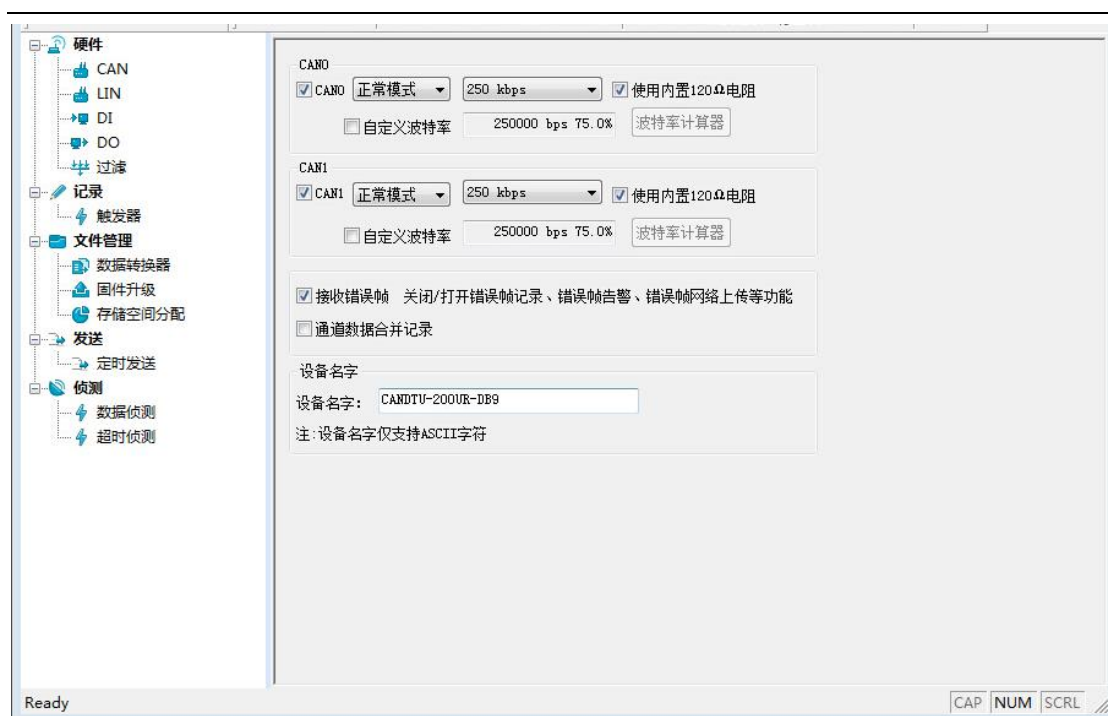 硬件
CAN
LIN
DI
DO
过滤
记录
触发器
文件管理
数据转换器
固件升级
存储空间分配
发送
定时发送
侦测
数据侦测
超时侦测
CAN0
CAN0 正常模式 250 kbps 使用内置120Ω电阻
自定义波特率 250000 bps 75.0% 波特率计算器
CAN1
CAN1 正常模式 250 kbps 使用内置120Ω电阻
自定义波特率 250000 bps 75.0% 波特率计算器
接收错误帧 关闭/打开错误帧记录、错误帧告警、错误帧网络上传等功能
通道数据合并记录
设备名字
设备名字: CANDTU-200UR-DB9
注:设备名字仅支持ASCII字符
Ready CAP NUM SCRL